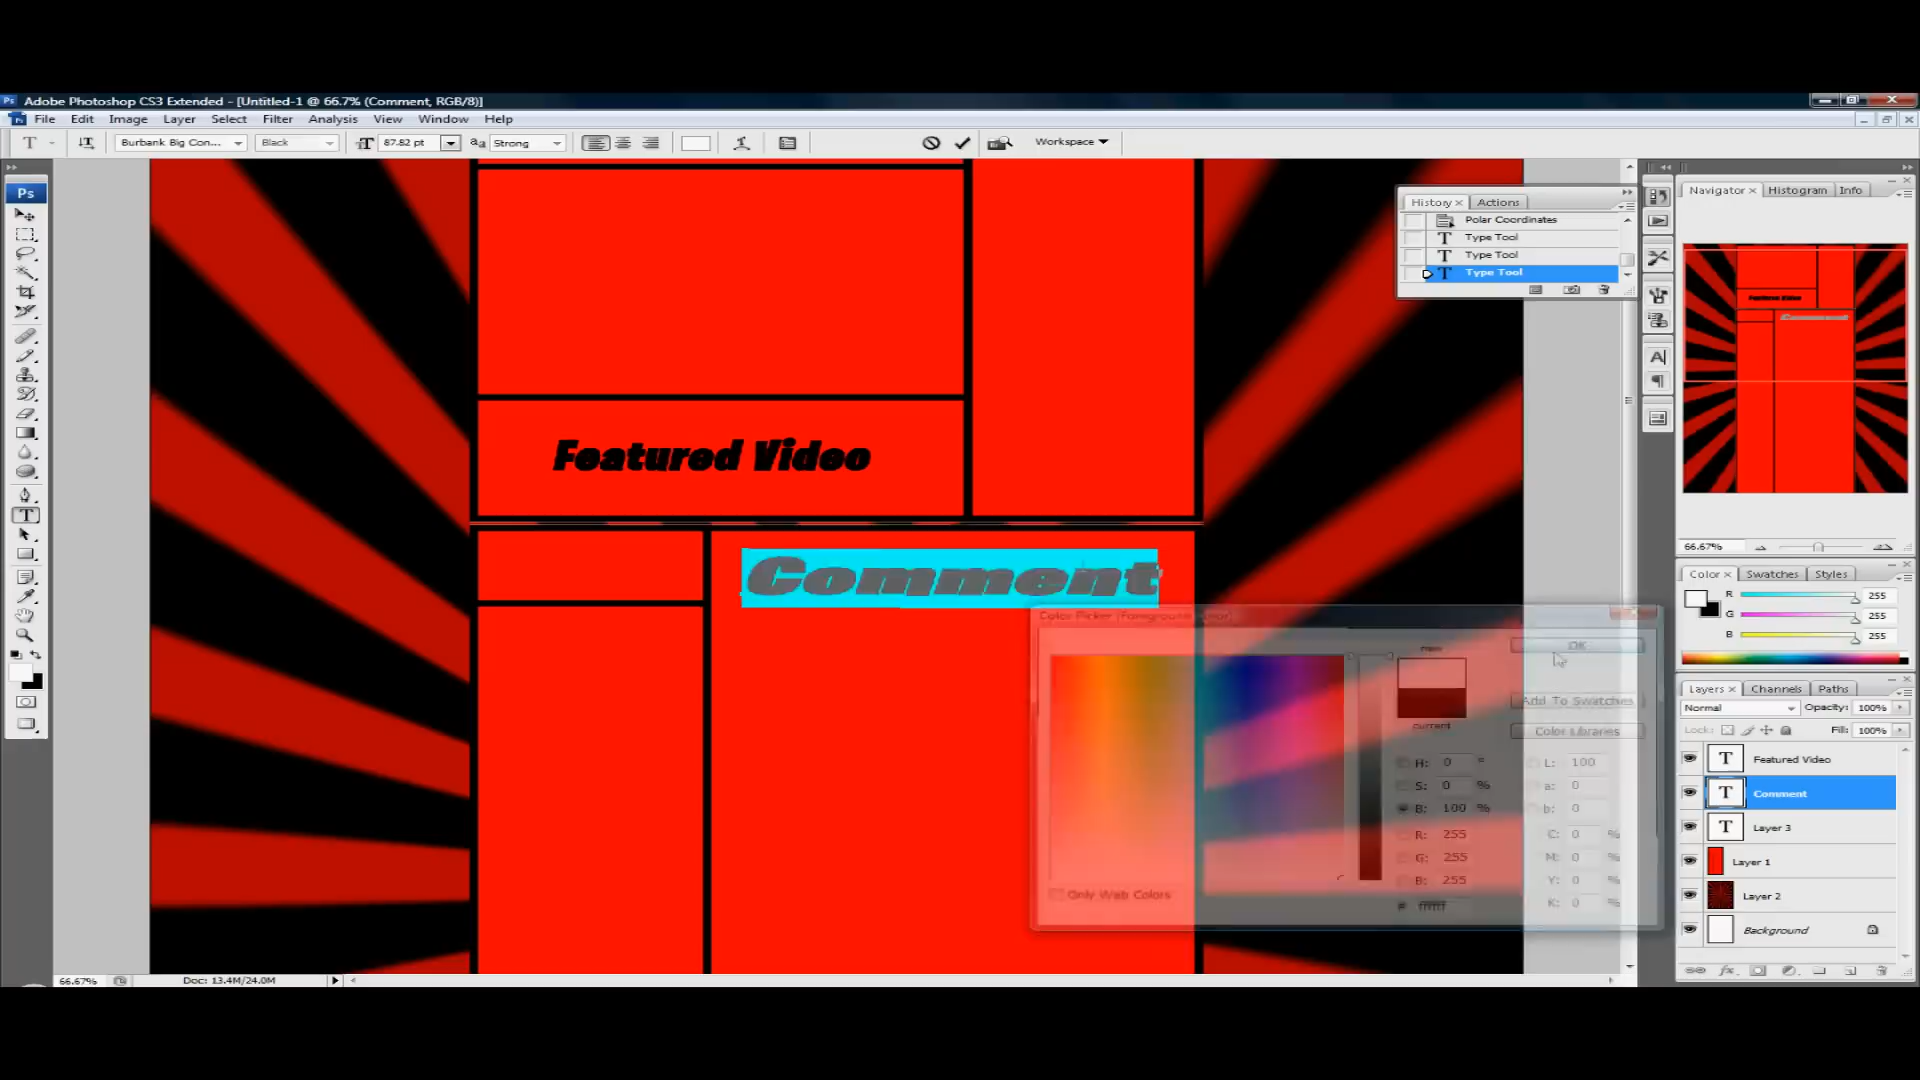 Adobe Photoshop CS3 Extended - [Untitled-1 @ 66.7% (Comment, RGB/8)]
File Edit Image Layer Select Filter Analysis View Window Help
Burbank Big Con... Black 87.82 pt aa Strong Workspace
Ps
History Actions
Polar Coordinates
Type Tool
Type Tool
Type Tool
Navigator Histogram Info
Featured Video
Comment
66.67%
Color Swatches Styles
R 255
G 255
B 255
Color Picker (Foreground Color)
new
current
OK
Add To Swatches
Color Libraries
H: 0 °
S: 0 %
B: 100 %
R: 255
G: 255
B: 255
# ffffff
L: 100
a: 0
b: 0
C: 0 %
M: 0 %
Y: 0 %
K: 0 %
Only Web Colors
Layers Channels Paths
Normal Opacity: 100%
Lock: Fill: 100%
Featured Video
Comment
Layer 3
Layer 1
Layer 2
Background
66.67% Doc: 13.4M/24.0M